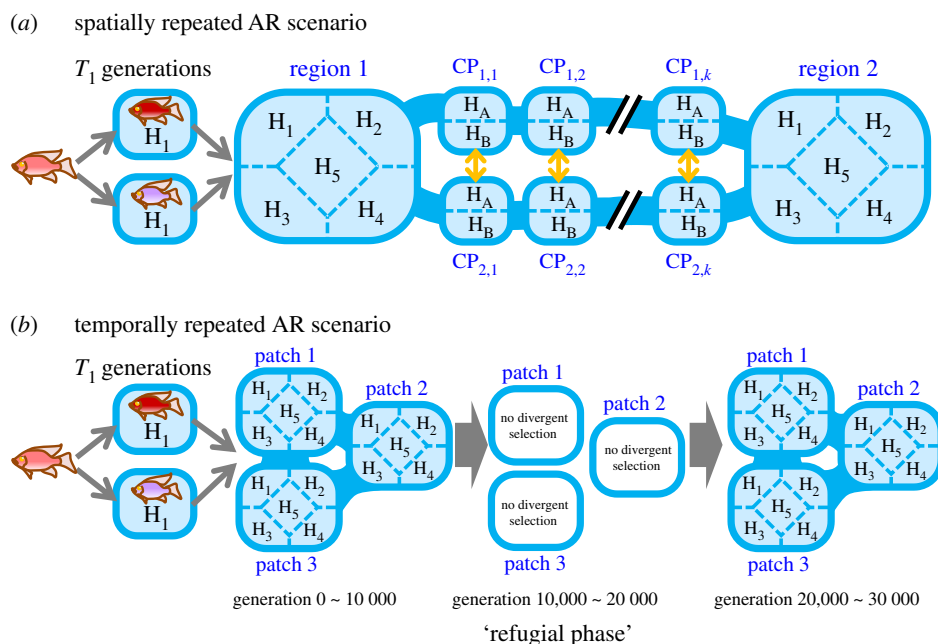 (a) spatially repeated AR scenario
T1 generations
region 1
CP1,1
CP1,2
CP1,k
region 2
H1
H1
H1 H2
H5
H3 H4
HA
HB
HA
HB
HA
HB
HA
HB
HA
HB
HA
HB
H1 H2
H5
H3 H4
CP2,1
CP2,2
CP2,k
(b) temporally repeated AR scenario
T1 generations
H1
H1
patch 1
H1 H2
H5
H3 H4
patch 2
H1 H2
H5
H3 H4
H1 H2
H5
H3 H4
patch 3
generation 0 ~ 10 000
patch 1
no divergent
selection
patch 2
no divergent
selection
no divergent
selection
patch 3
generation 10,000 ~ 20 000
'refugial phase'
patch 1
H1 H2
H5
H3 H4
patch 2
H1 H2
H5
H3 H4
H1 H2
H5
H3 H4
patch 3
generation 20,000 ~ 30 000